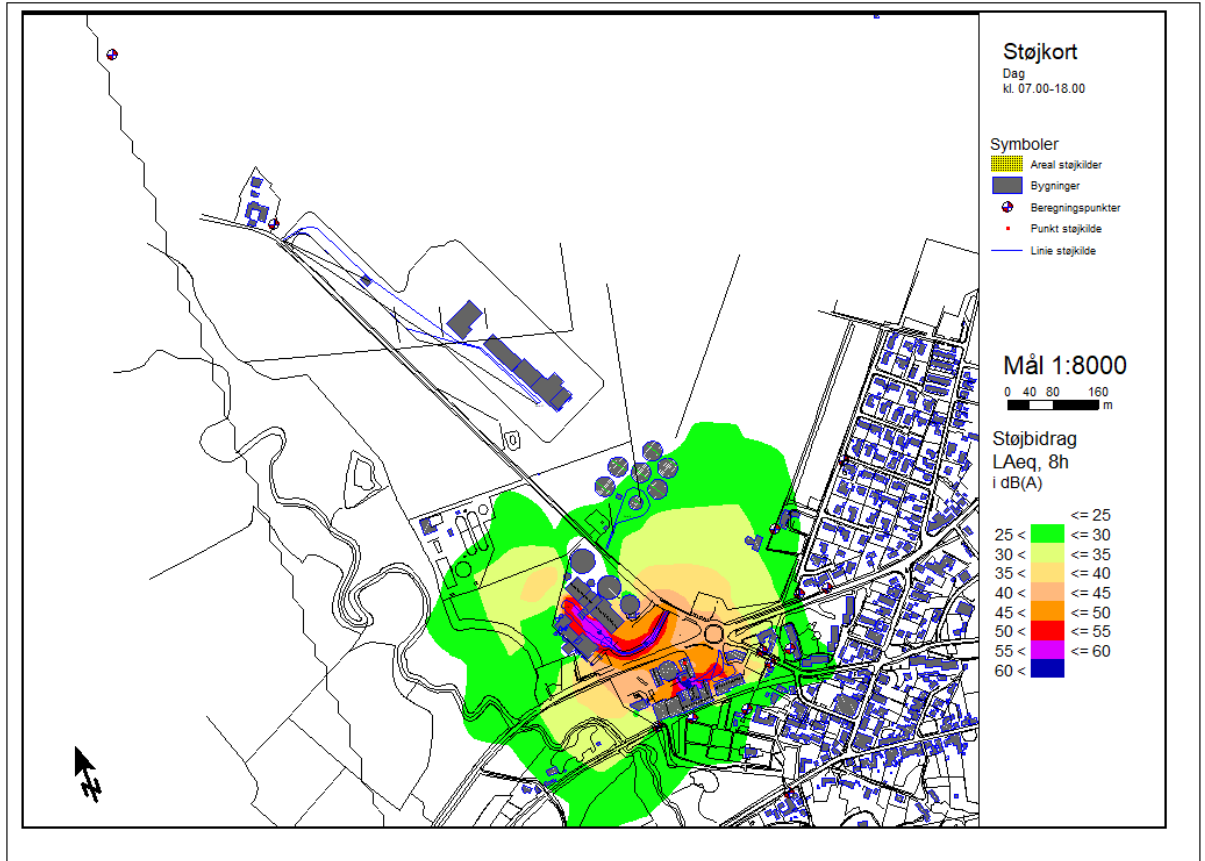 Støjkort
Dag
kl. 07.00-18.00
Symboler
Areal støjkilder
Bygninger
Beregningspunkter
Punkt støjkilde
Linie støjkilde
Mål 1:8000
0 40 80 160
m
Støjbidrag
LAeq, 8h
i dB(A)
<= 25
25 < <= 30
30 < <= 35
35 < <= 40
40 < <= 45
45 < <= 50
50 < <= 55
55 < <= 60
60 <
N